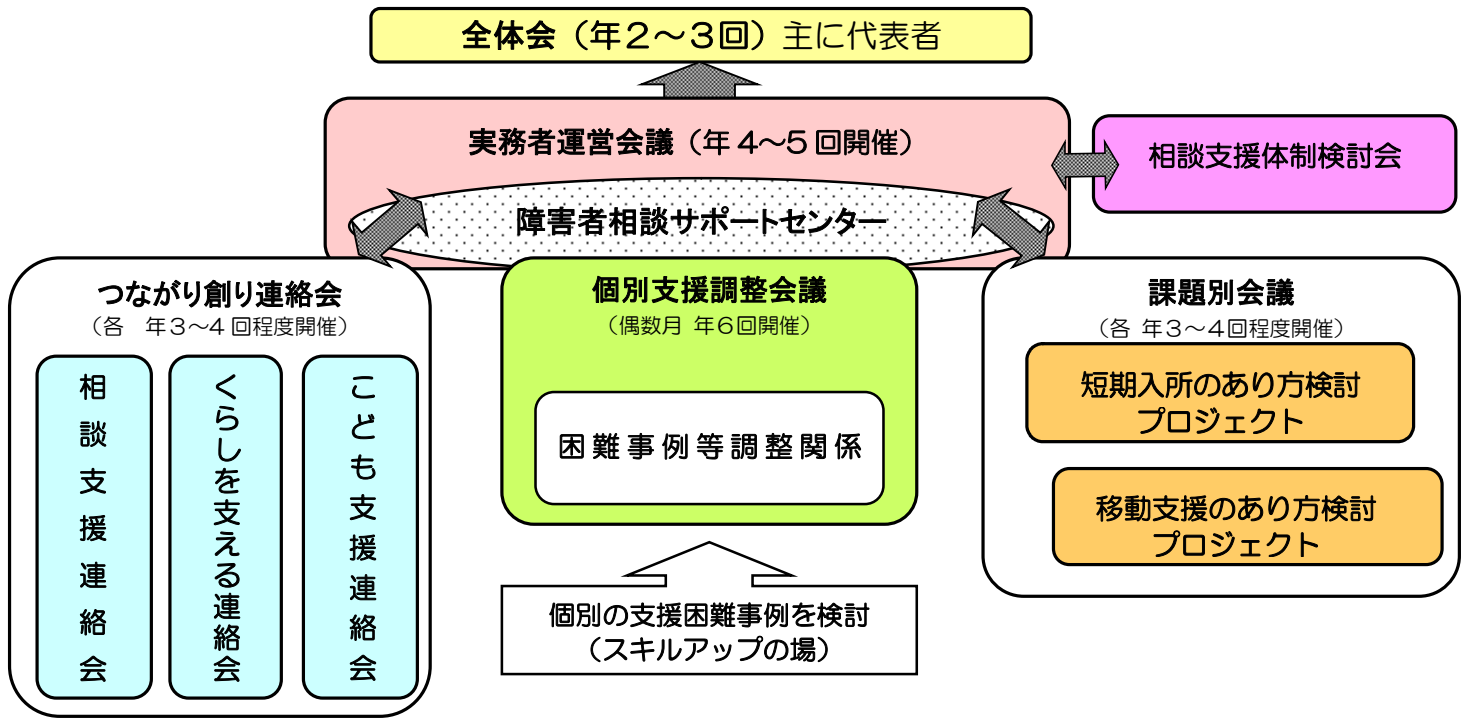 全体会（年２～３回）主に代表者
実務者運営会議（年４～５回開催）
相談支援体制検討会
障害者相談サポートセンター
つながり創り連絡会
（各　年３～４回程度開催）
相談支援連絡会
くらしを支える連絡会
こども支援連絡会
個別支援調整会議
（偶数月 年６回開催）
困難事例等調整関係
個別の支援困難事例を検討
（スキルアップの場）
課題別会議
（各 年３～４回程度開催）
短期入所のあり方検討
プロジェクト
移動支援のあり方検討
プロジェクト